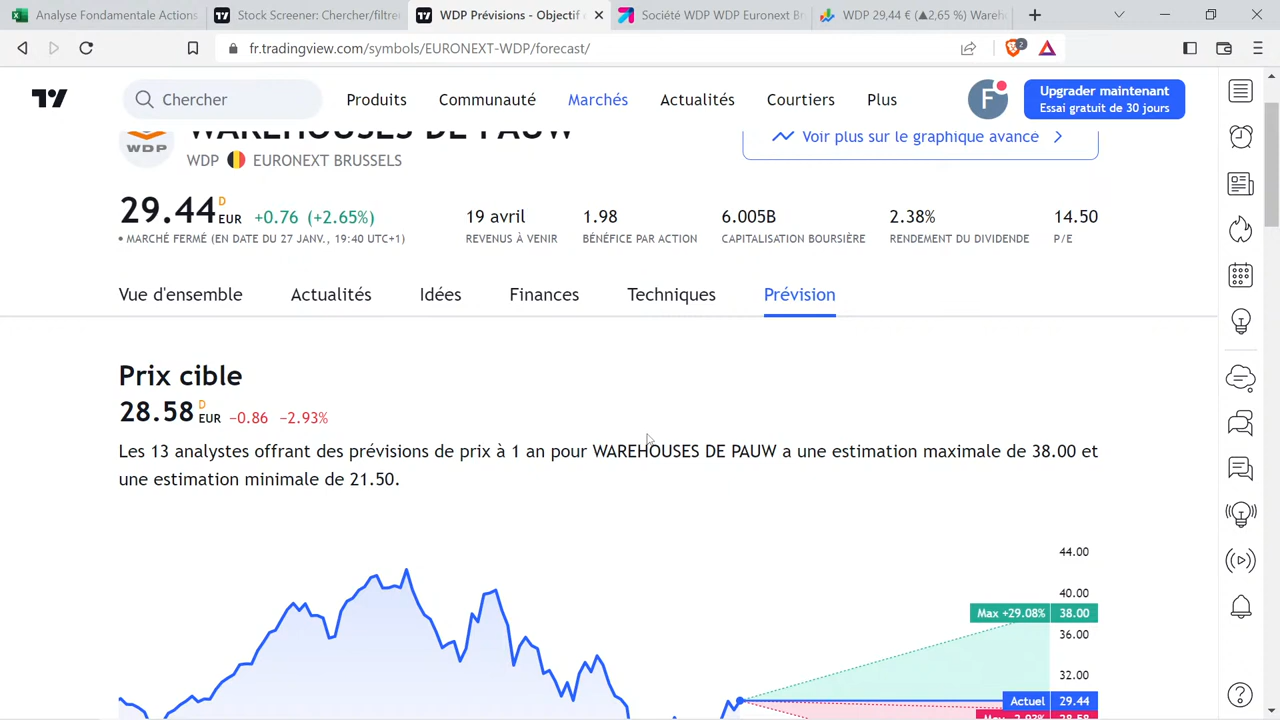 Analyse Fondamentale Actions
Stock Screener: Chercher filtrer
WDP Prévisions - Objectif
Société WDP WDP Euronext Br
WDP 29,44 € (▲2,65 %) Wareh
fr.tradingview.com/symbols/EURONEXT-WDP/forecast/
2
Chercher
Produits
Communauté
Marchés
Actualités
Courtiers
Plus
F
Upgrader maintenant
Essai gratuit de 30 jours
WDP
WAREHOUSES DE PAUW
WDP EURONEXT BRUSSELS
Voir plus sur le graphique avancé
29.44 D EUR +0.76 (+2.65%)
• MARCHÉ FERMÉ (EN DATE DU 27 JANV., 19:40 UTC+1)
19 avril
REVENUS À VENIR
1.98
BÉNÉFICE PAR ACTION
6.005B
CAPITALISATION BOURSIÈRE
2.38%
RENDEMENT DU DIVIDENDE
14.50
P/E
Vue d'ensemble
Actualités
Idées
Finances
Techniques
Prévision
Prix cible
28.58 D EUR −0.86 −2.93%
Les 13 analystes offrant des prévisions de prix à 1 an pour WAREHOUSES DE PAUW a une estimation maximale de 38.00 et
une estimation minimale de 21.50.
44.00
40.00
Max +29.08% 38.00
36.00
32.00
Actuel 29.44